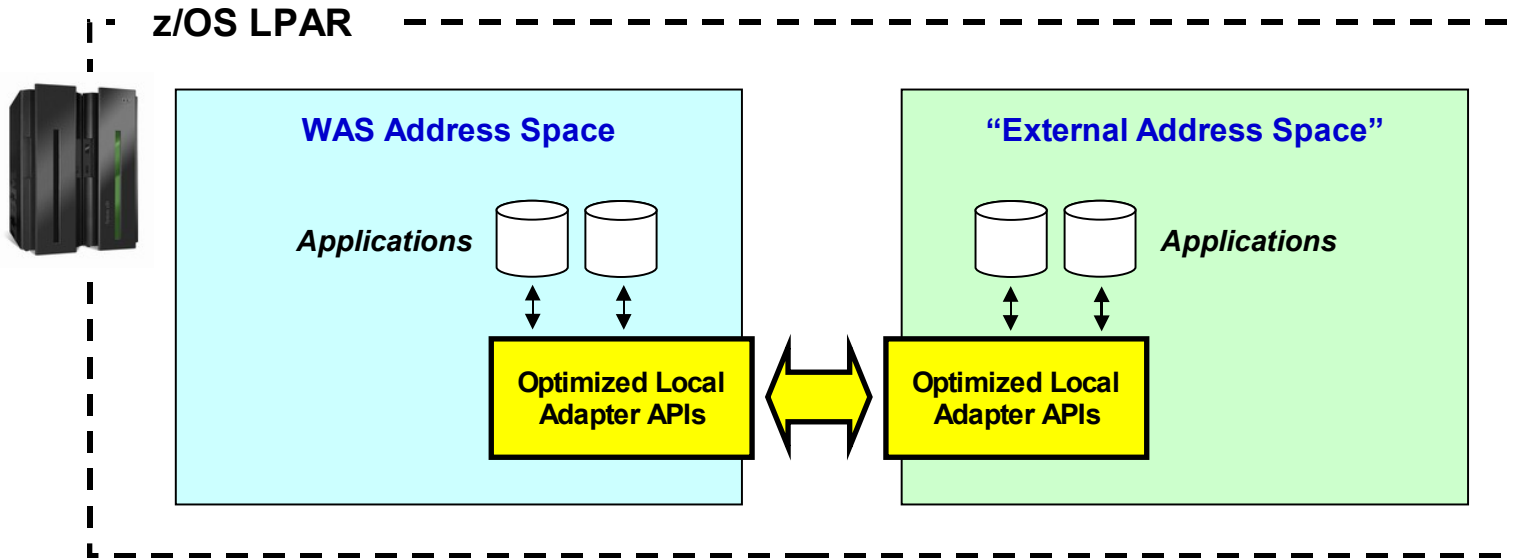 z/OS LPAR
WAS Address Space
“External Address Space”
Applications
Applications
Optimized Local
Adapter APIs
Optimized Local
Adapter APIs